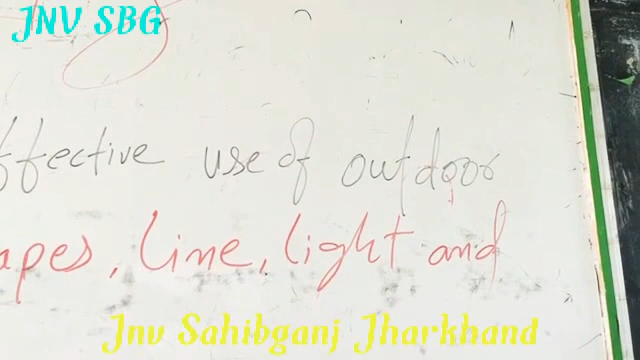 JNV SBG
ffective use of outdoor
apes, line, light and
Jnv Sahibganj Jharkhand